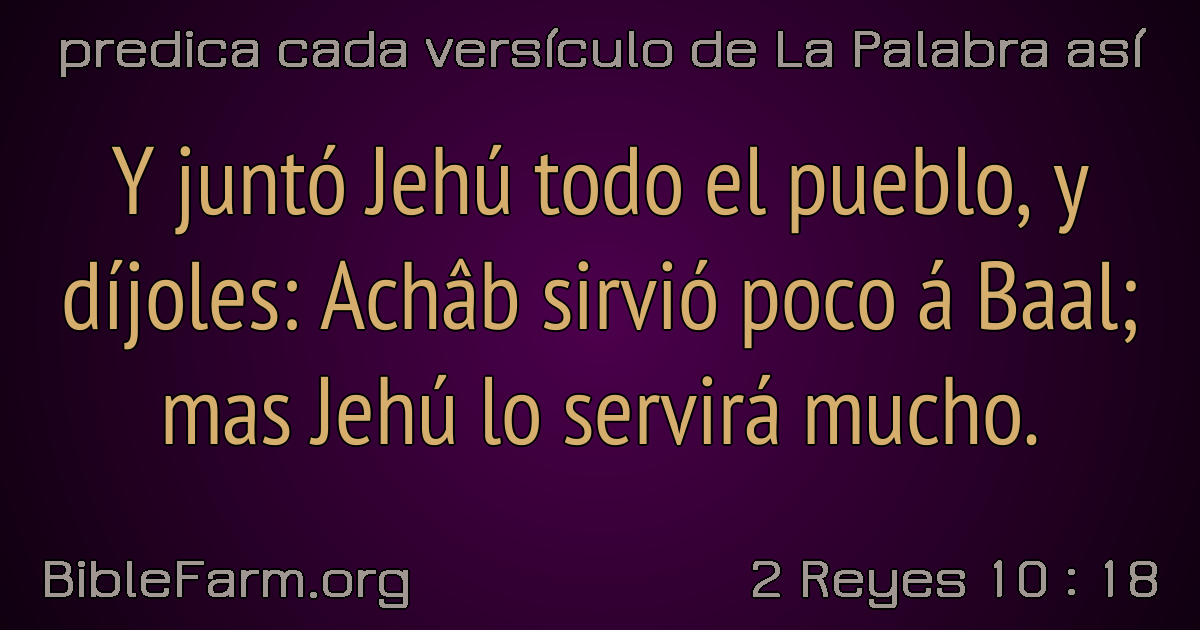 predica cada versículo de La Palabra así
Y juntó Jehú todo el pueblo, y
díjoles: Achâb sirvió poco á Baal;
mas Jehú lo servirá mucho.
BibleFarm.org
2 Reyes 10 : 18